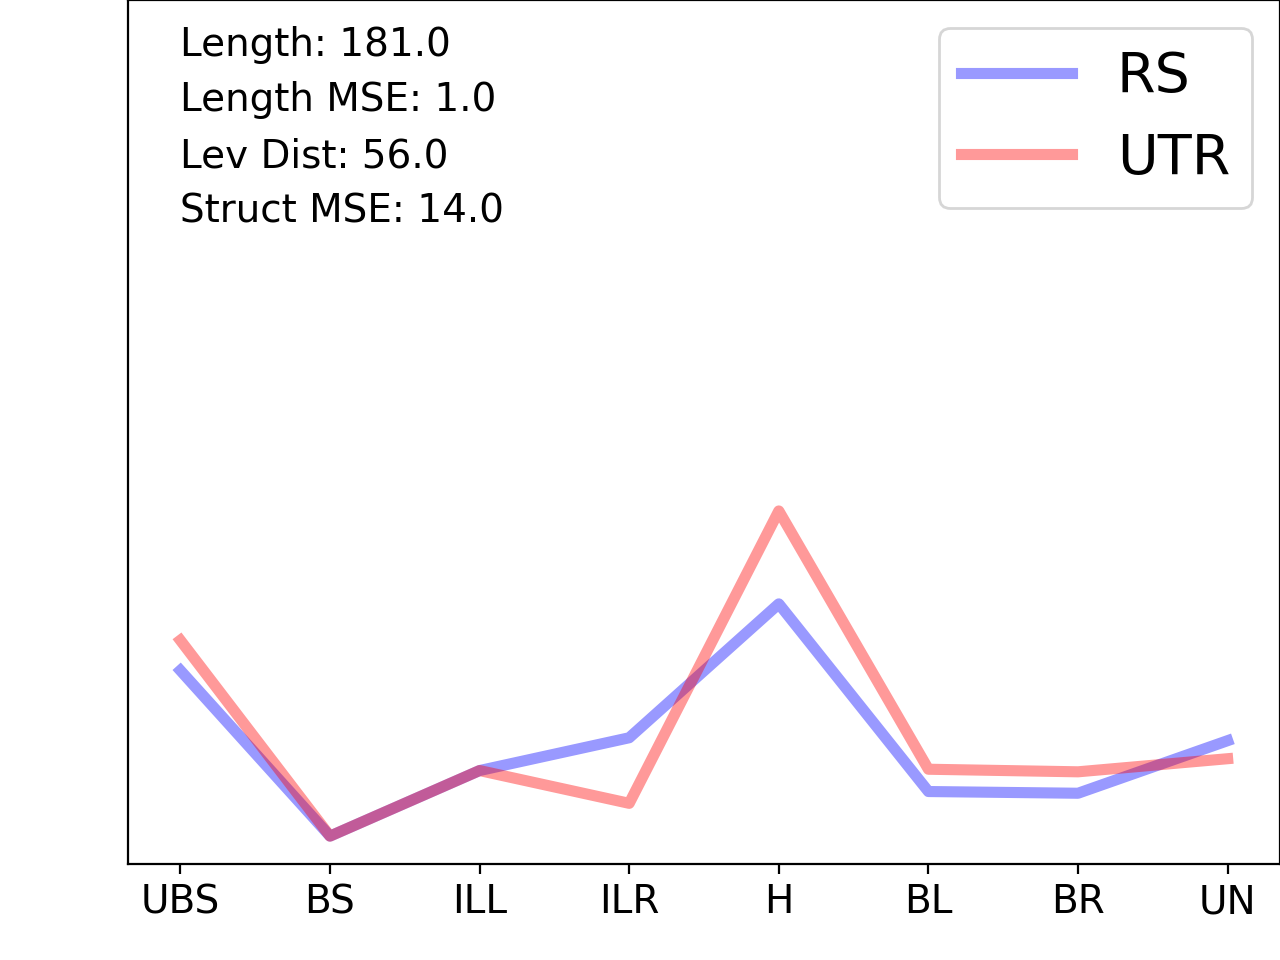 Length: 181.0
Length MSE: 1.0
Lev Dist: 56.0
Struct MSE: 14.0
RS
UTR
UBS BS ILL ILR H BL BR UN